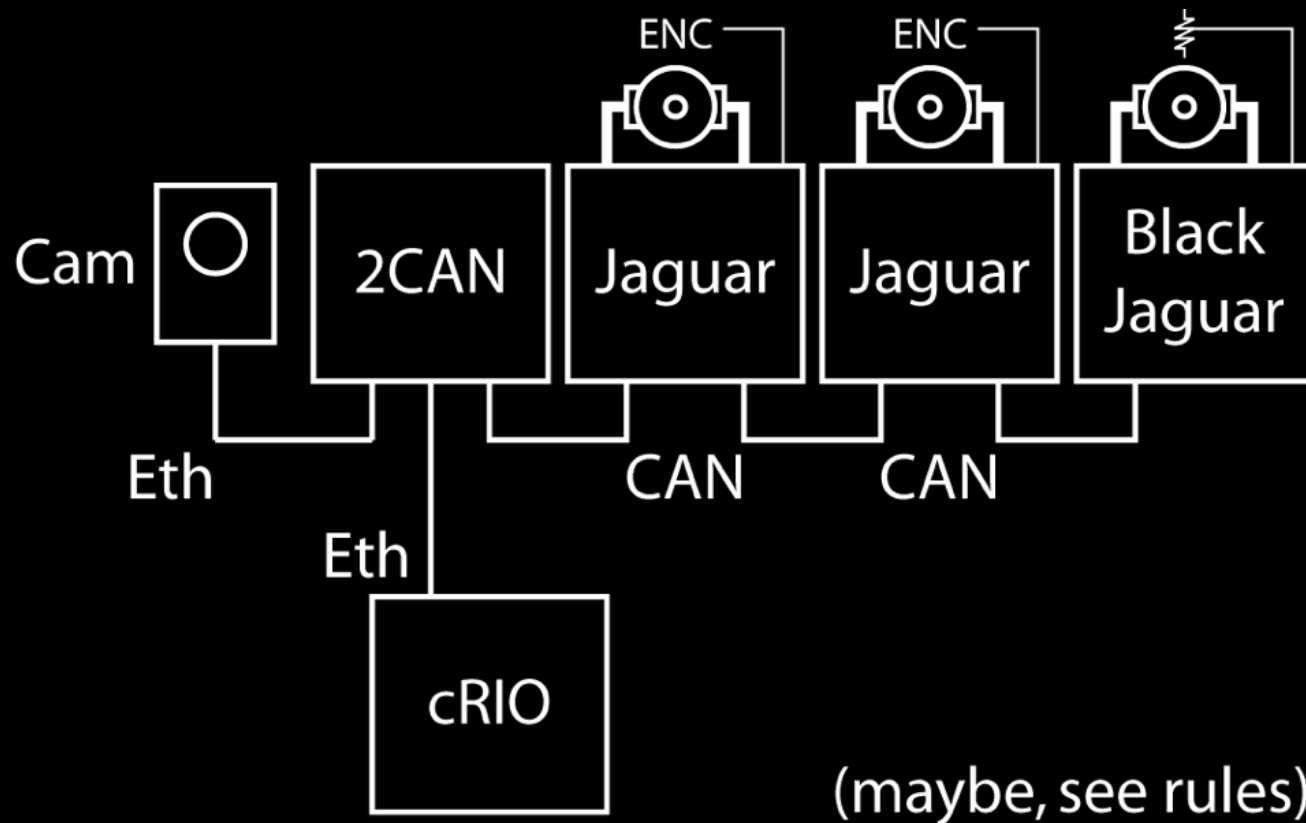 ENC
ENC
Cam
2CAN
Jaguar
Jaguar
Black
Jaguar
Eth
CAN
CAN
Eth
cRIO
(maybe, see rules)